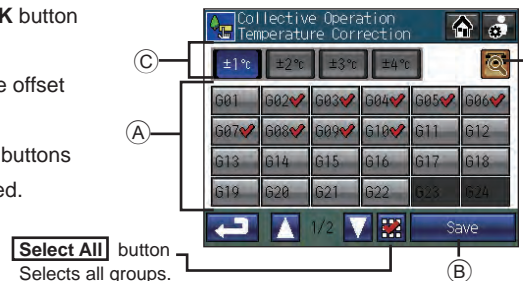 K button
e offset
buttons
ed.
Select All button
Selects all groups.
Ⓒ
Ⓐ
Ⓑ
Collective Operation
Temperature Correction
±1℃ ±2℃ ±3℃ ±4℃
G01 G02 G03 G04 G05 G06
G07 G08 G09 G10 G11 G12
G13 G14 G15 G16 G17 G18
G19 G20 G21 G22 G23 G24
1/2 Save